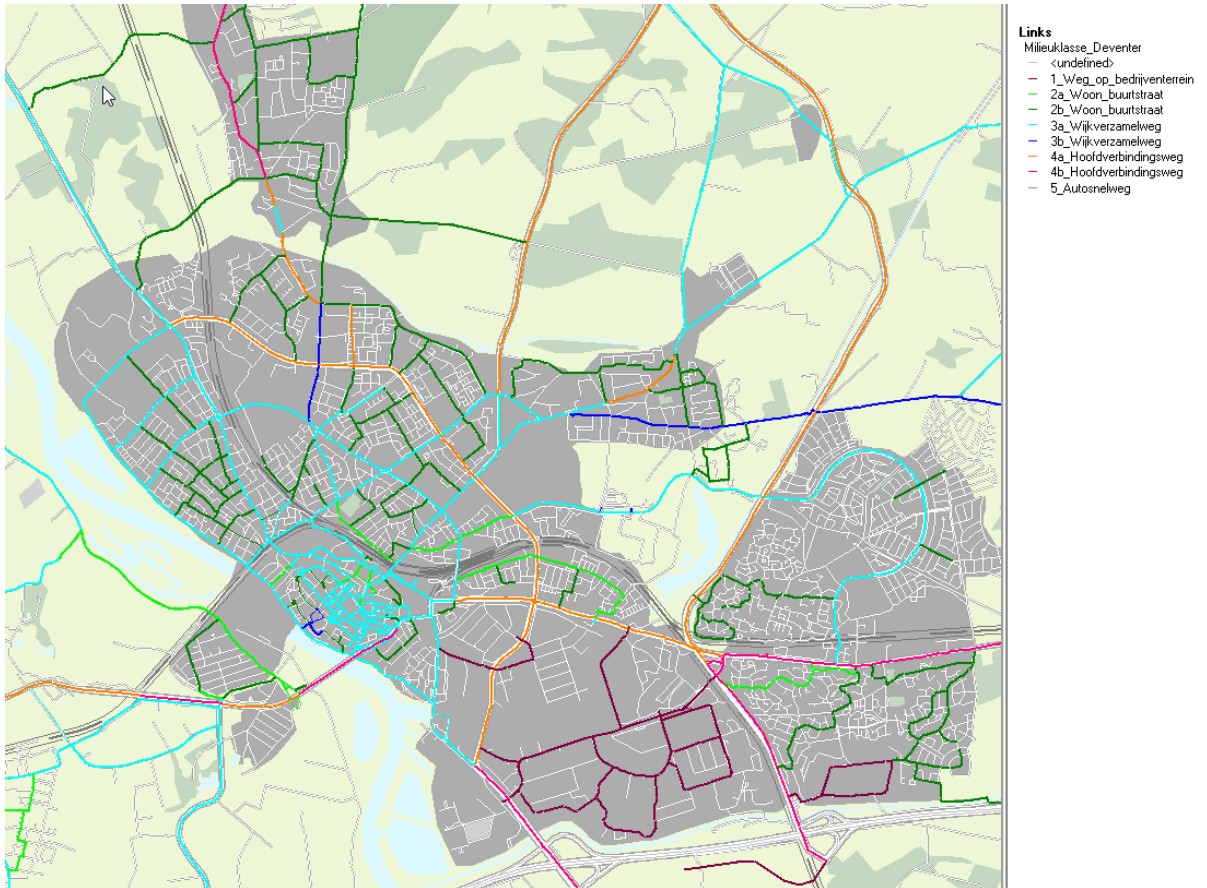 Links
Milieuklasse_Deventer
<undefined>
1_Weg_op_bedrijventerrein
2a_Woon_buurtstraat
2b_Woon_buurtstraat
3a_Wijkverzamelweg
3b_Wijkverzamelweg
4a_Hoofdverbindingsweg
4b_Hoofdverbindingsweg
5_Autosnelweg